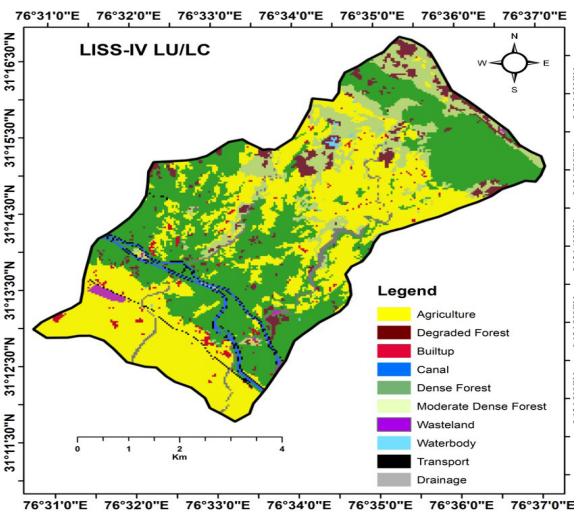 76°31'0"E 76°32'0"E 76°33'0"E 76°34'0"E 76°35'0"E 76°36'0"E 76°37'0"E
LISS-IV LU/LC
N
W E
S
31°16'30"N
31°15'30"N
31°14'30"N
31°13'30"N
31°12'30"N
31°11'30"N
Legend
Agriculture
Degraded Forest
Builtup
Canal
Dense Forest
Moderate Dense Forest
Wasteland
Waterbody
Transport
Drainage
0 1 2 4
Km
76°31'0"E 76°32'0"E 76°33'0"E 76°34'0"E 76°35'0"E 76°36'0"E 76°37'0"E